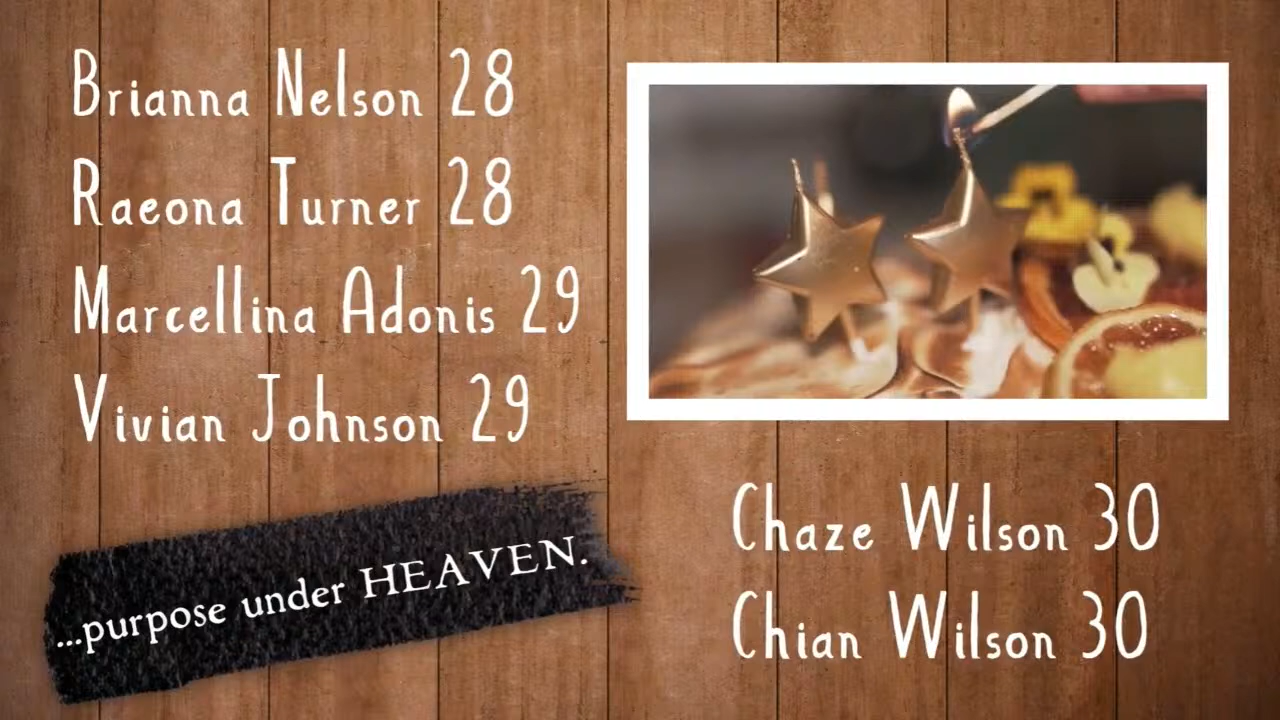 Brianna Nelson 28
Raeona Turner 28
Marcellina Adonis 29
Vivian Johnson 29
...purpose under HEAVEN.
Chaze Wilson 30
Chian Wilson 30